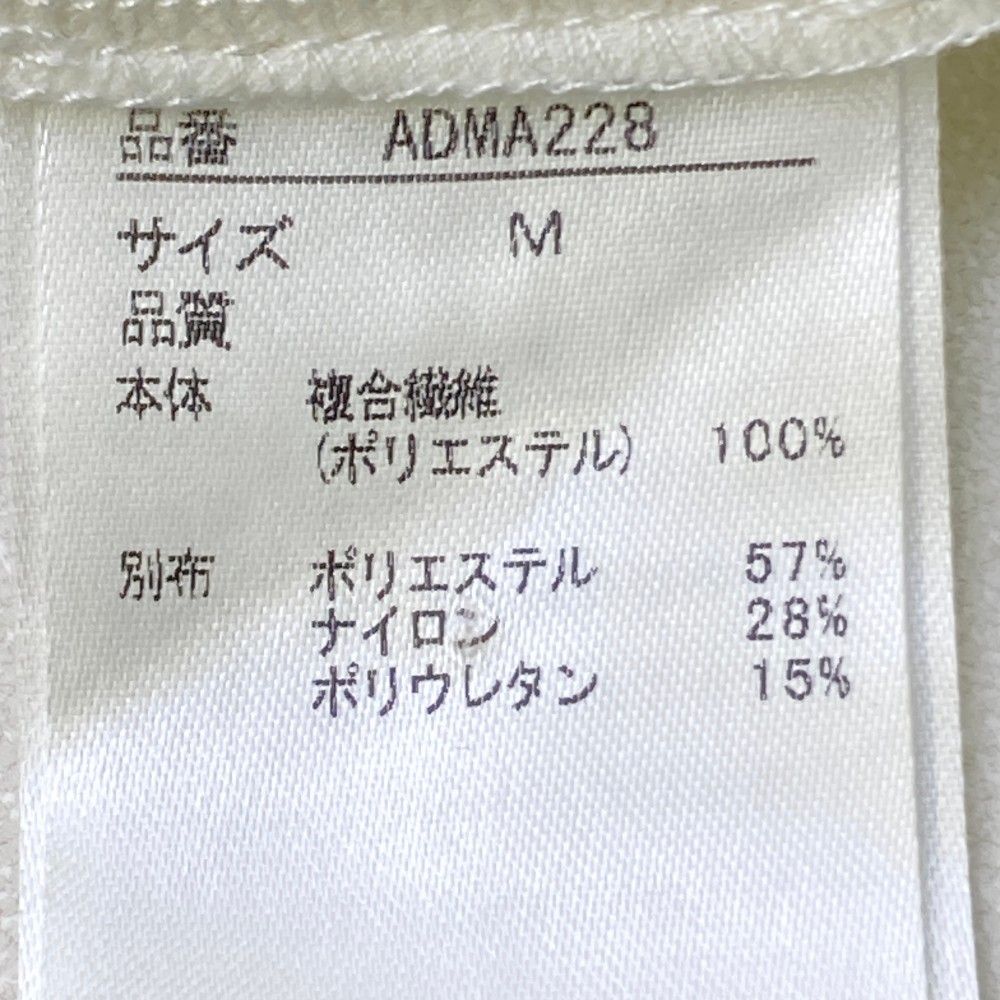 品番 ADMA228
サイズ M
品質
本体 複合繊維
(ポリエステル) 100%
別布 ポリエステル 57%
ナイロン 28%
ポリウレタン 15%